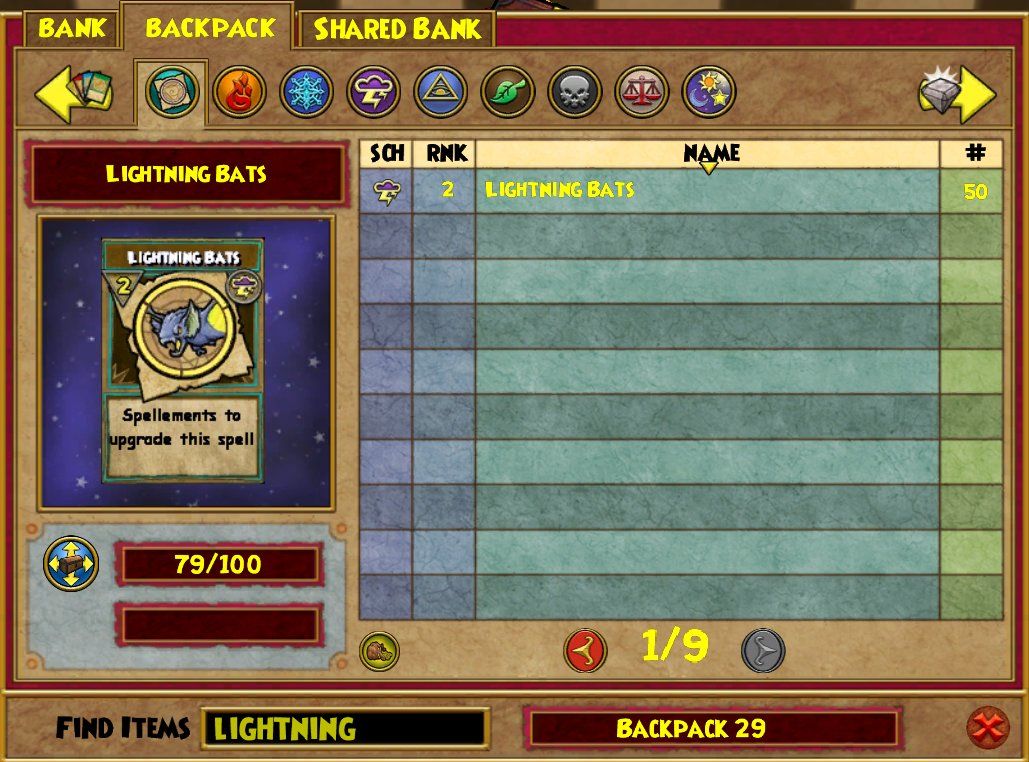 BANK BACKPACK SHARED BANK
LIGHTNING BATS
LIGHTNING BATS
2
Spellements to
upgrade this spell
79/100
SCH RNK NAME #
2 LIGHTNING BATS 50
1/9
FIND ITEMS LIGHTNING BACKPACK 29